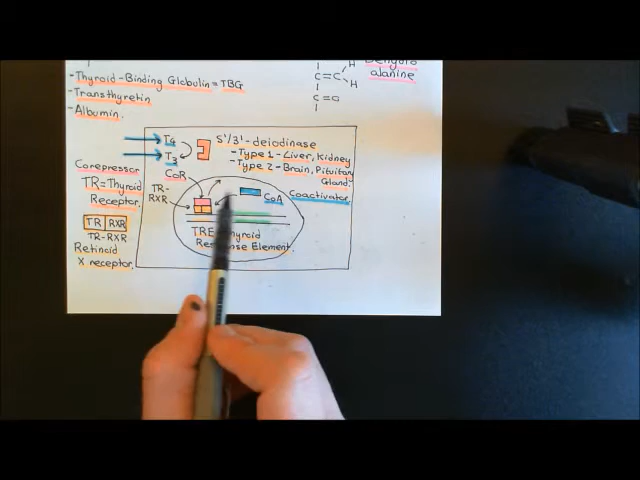 -Thyroid-Binding Globulin = TBG
-Transthyretin
-Albumin.
Dehydro
alanine
C=C
H
H
C=O
T4
T3
5'/3'-deiodinase
-Type 1-Liver, Kidney
-Type 2-Brain, Pituitary
Gland.
Corepressor
TR=Thyroid
Receptor.
TR RXR
TR-RXR
Retinoid
X receptor.
CoR
TR-
RXR
CoA
Coactivator
TRE
Thyroid
Response Element.